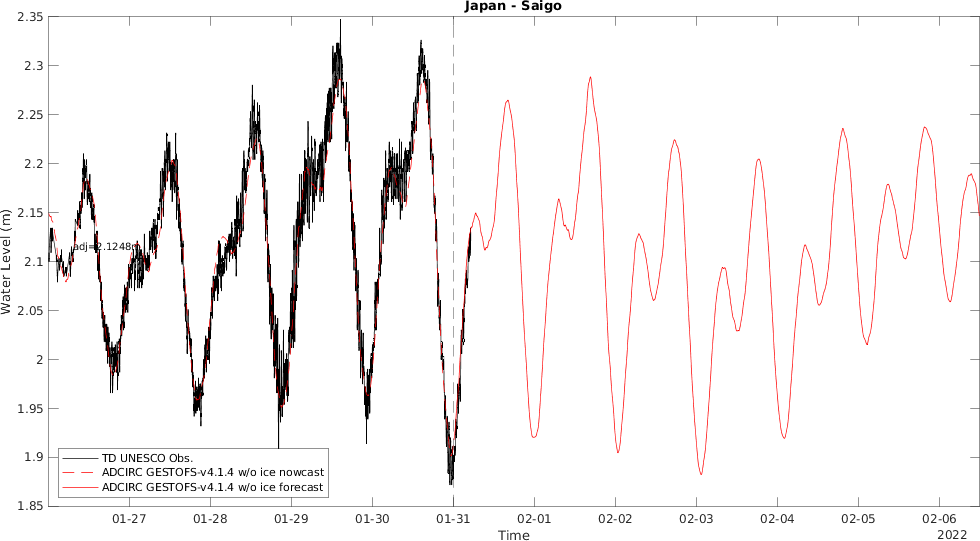 Japan - Saigo
Water Level (m)
2.35
2.3
2.25
2.2
2.15
2.1
2.05
2
1.95
1.9
1.85
adj=2.1248m
TD UNESCO Obs.
ADCIRC GESTOFS-v4.1.4 w/o ice nowcast
ADCIRC GESTOFS-v4.1.4 w/o ice forecast
01-27 01-28 01-29 01-30 01-31 02-01 02-02 02-03 02-04 02-05 02-06
Time
2022